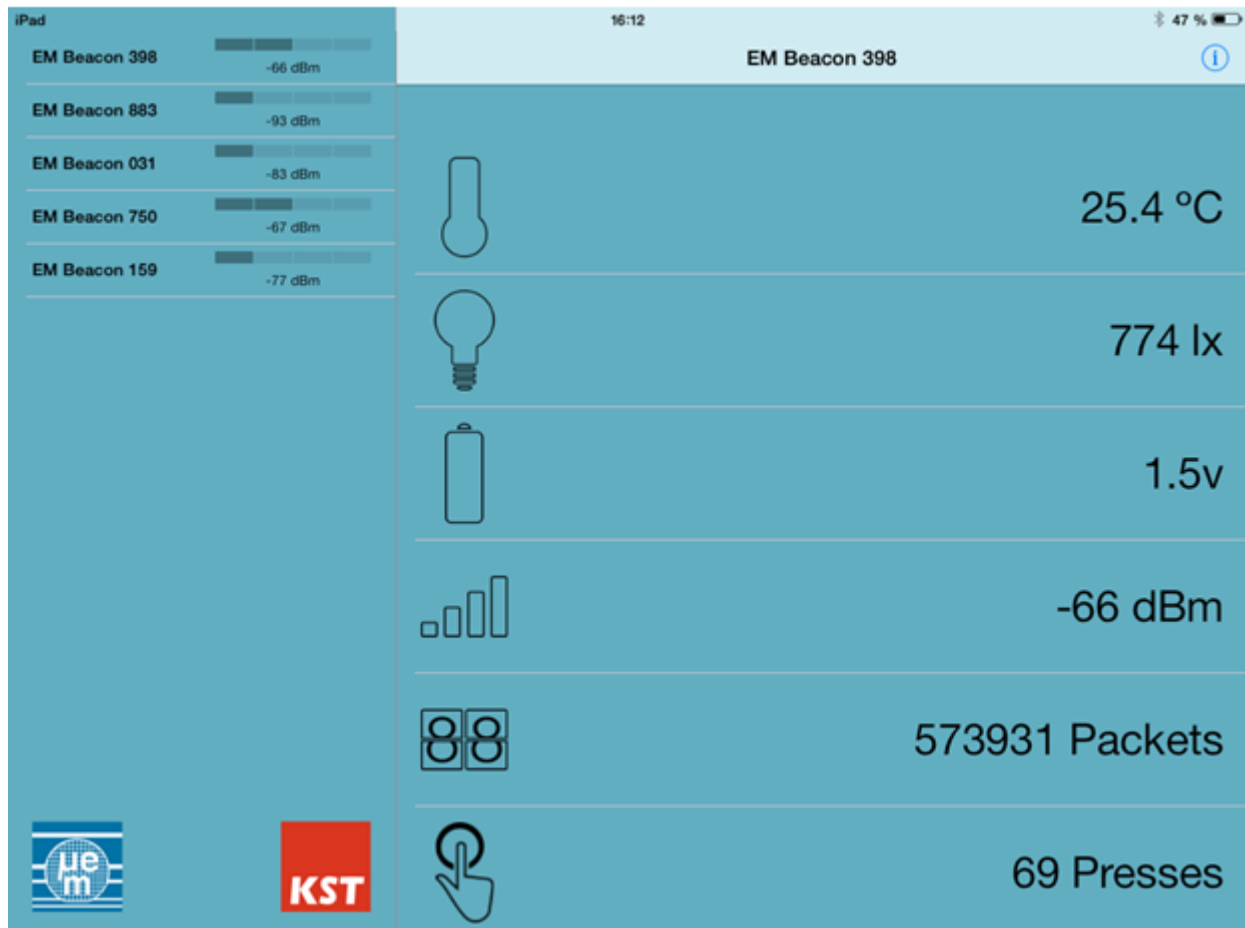 iPad 16:12 47 %
EM Beacon 398
-66 dBm
EM Beacon 883
-93 dBm
EM Beacon 031
-83 dBm
EM Beacon 750
-67 dBm
EM Beacon 159
-77 dBm
µe
m
KST
EM Beacon 398 i
25.4 ºC
774 lx
1.5v
-66 dBm
88
573931 Packets
69 Presses